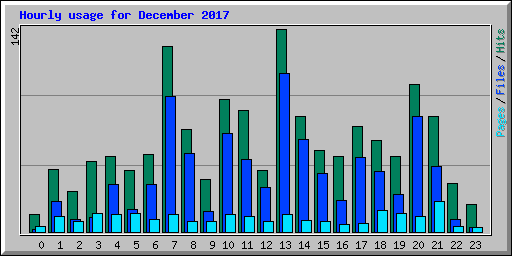 Hourly usage for December 2017
142
Pages / Files / Hits
0 1 2 3 4 5 6 7 8 9 10 11 12 13 14 15 16 17 18 19 20 21 22 23